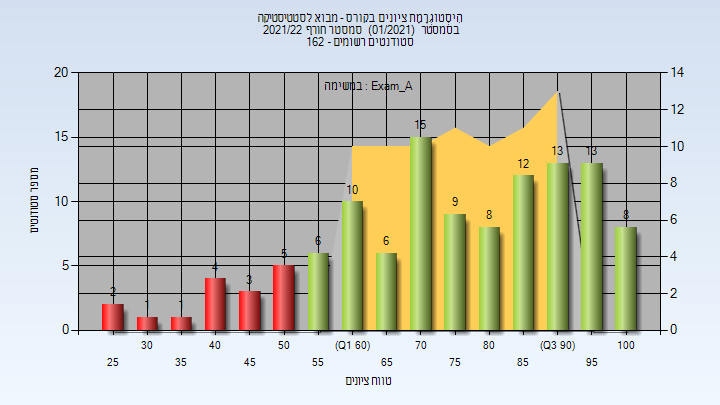 הִיסְטוֹגְרָמַת ציונים בקורס - מבוא לסטטיסטיקה
בסמסטר (01/2021) סמסטר חורף 2021/22
סטודנטים רשומים - 162
במשימה : Exam_A
מספר סטודנטים
20
15
10
5
0
14
12
10
8
6
4
2
0
2 1 1 4 3 5 6 10 6 15 9 8 12 13 13 8
30 40 50 (Q1 60) 70 80 (Q3 90) 100
25 35 45 55 65 75 85 95
טווח ציונים